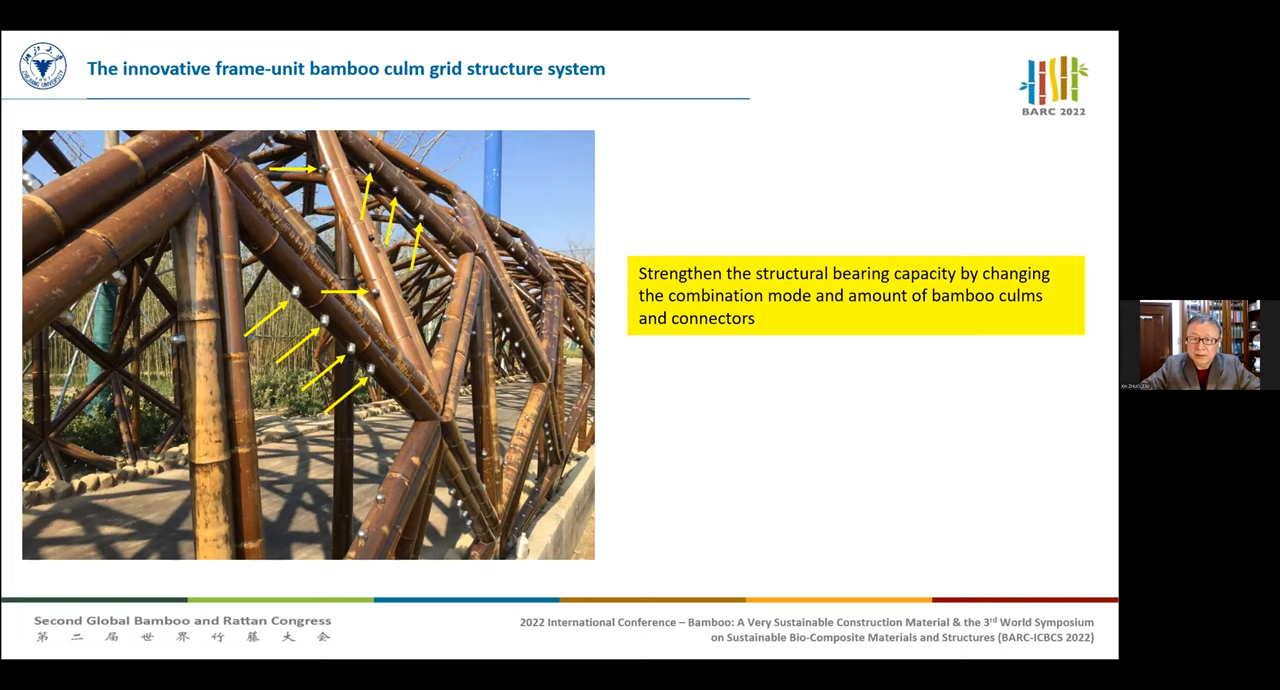 The innovative frame-unit bamboo culm grid structure system
BARC 2022
Strengthen the structural bearing capacity by changing
the combination mode and amount of bamboo culms
and connectors
Second Global Bamboo and Rattan Congress
第 二 届 世 界 竹 藤 大 会
2022 International Conference – Bamboo: A Very Sustainable Construction Material & the 3rd World Symposium
on Sustainable Bio-Composite Materials and Structures (BARC-ICBCS 2022)